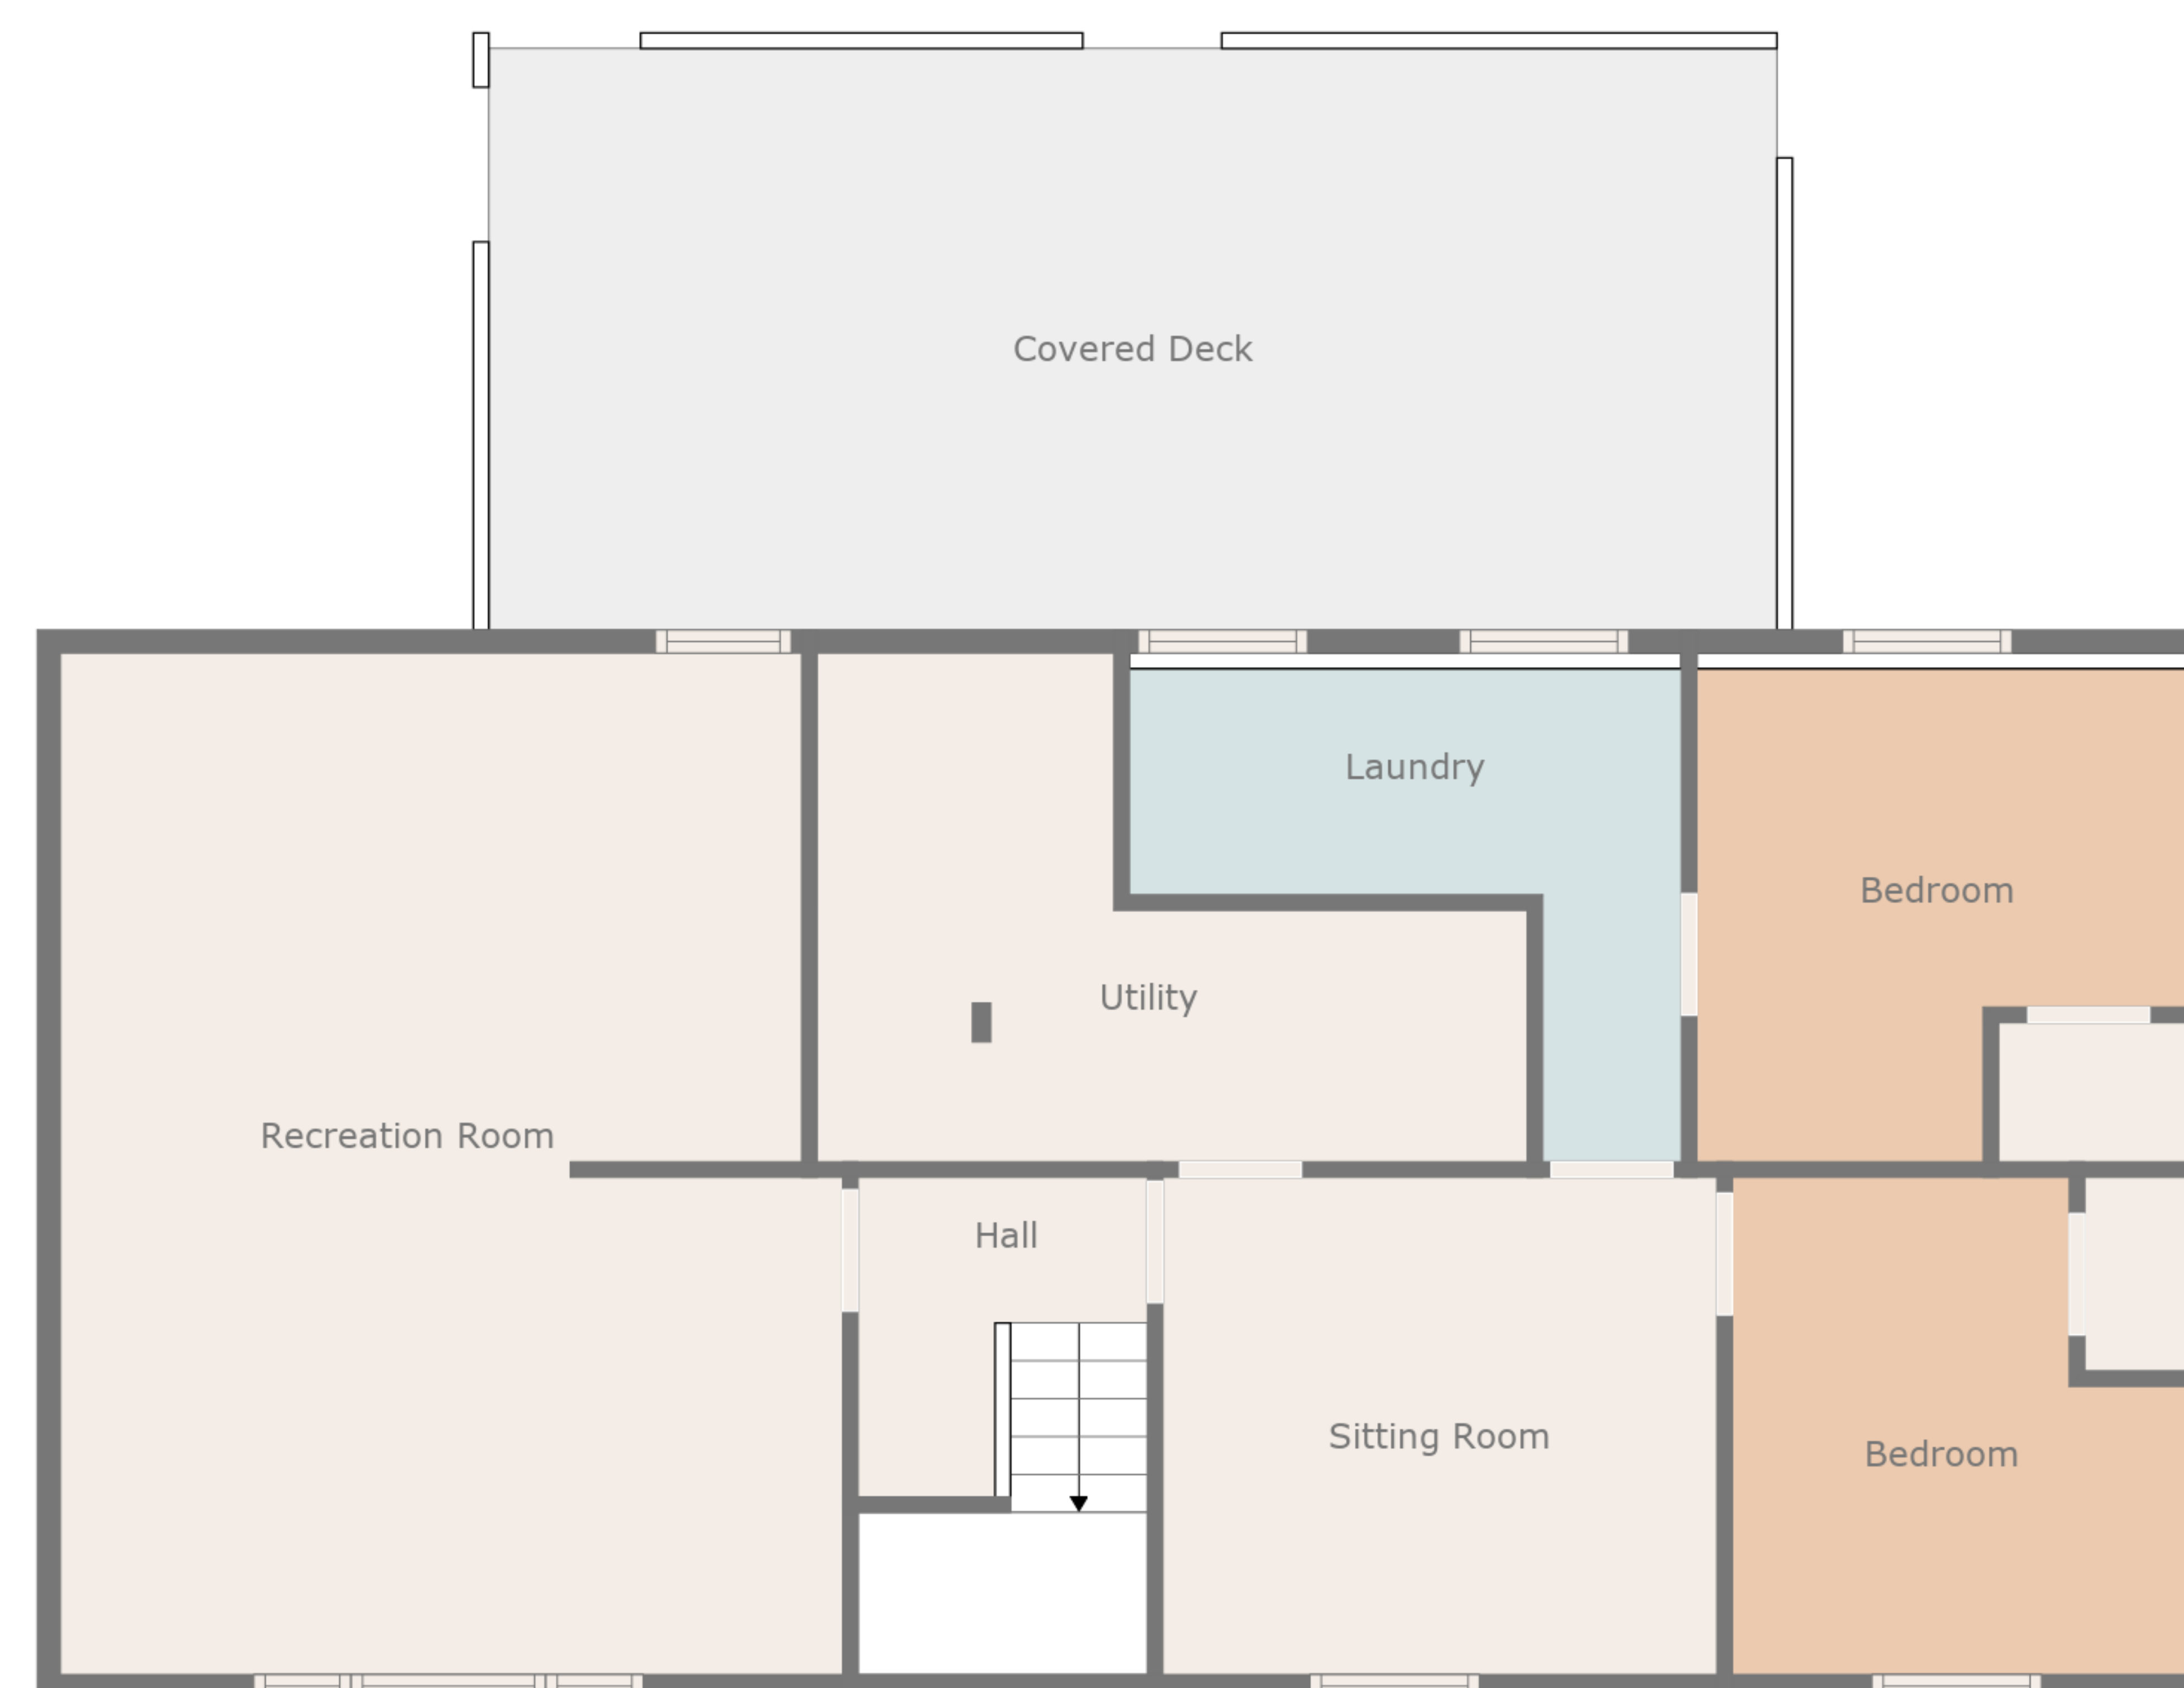 Covered Deck
Laundry
Bedroom
Utility
Recreation Room
Hall
Sitting Room
Bedroom